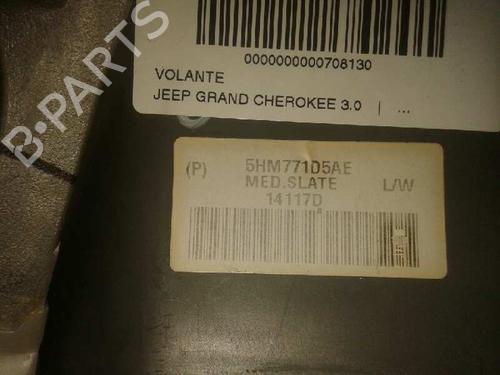 0000000000708130
VOLANTE
JEEP GRAND CHEROKEE 3.0 | ...
B-PARTS
(P) 5HM771D5AE
MED.SLATE L/W
14117D